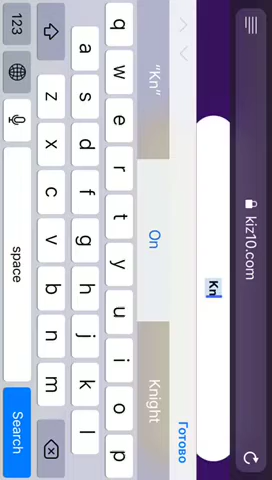 kiz10.com
Kn
Готово
"Kn" On Knight
q w e r t y u i o p
a s d f g h j k l
z x c v b n m
123 space Search